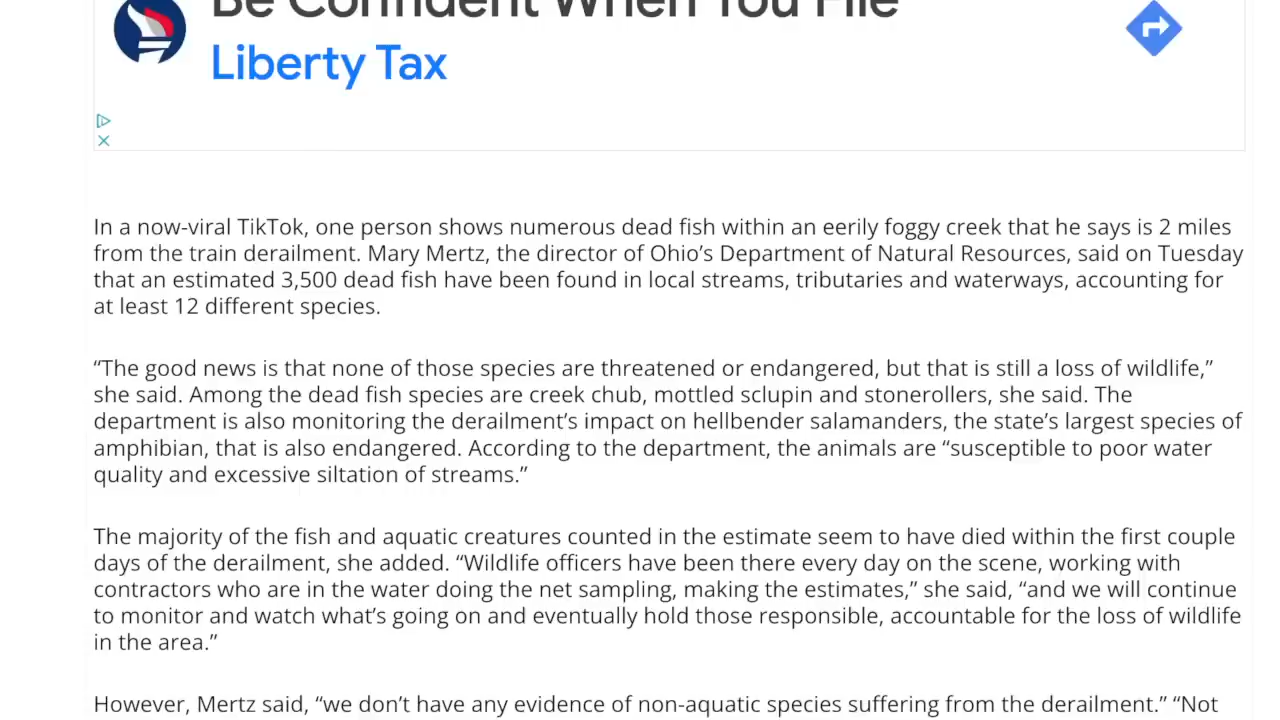 Be Confident When You File
Liberty Tax
In a now-viral TikTok, one person shows numerous dead fish within an eerily foggy creek that he says is 2 miles
from the train derailment. Mary Mertz, the director of Ohio’s Department of Natural Resources, said on Tuesday
that an estimated 3,500 dead fish have been found in local streams, tributaries and waterways, accounting for
at least 12 different species.
“The good news is that none of those species are threatened or endangered, but that is still a loss of wildlife,”
she said. Among the dead fish species are creek chub, mottled sclupin and stonerollers, she said. The
department is also monitoring the derailment’s impact on hellbender salamanders, the state’s largest species of
amphibian, that is also endangered. According to the department, the animals are “susceptible to poor water
quality and excessive siltation of streams.”
The majority of the fish and aquatic creatures counted in the estimate seem to have died within the first couple
days of the derailment, she added. “Wildlife officers have been there every day on the scene, working with
contractors who are in the water doing the net sampling, making the estimates,” she said, “and we will continue
to monitor and watch what’s going on and eventually hold those responsible, accountable for the loss of wildlife
in the area.”
However, Mertz said, “we don’t have any evidence of non-aquatic species suffering from the derailment.” “Not